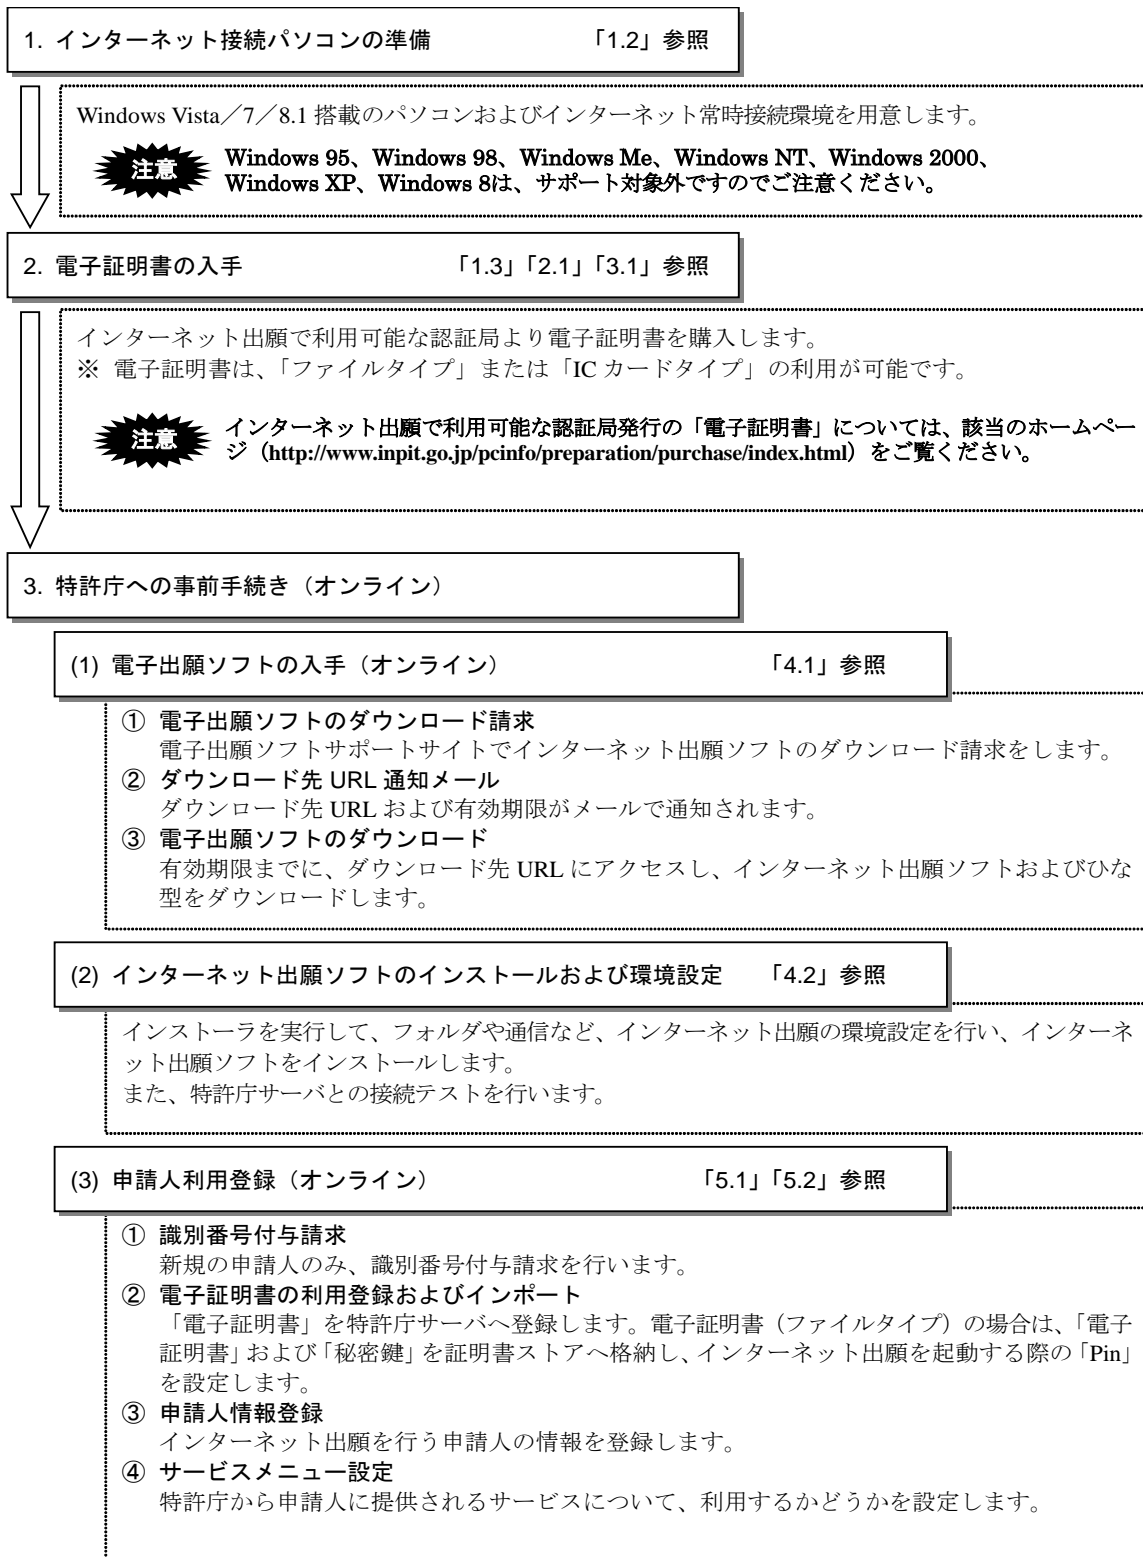 1. インターネット接続パソコンの準備 「1.2」参照
Windows Vista／7／8.1 搭載のパソコンおよびインターネット常時接続環境を用意します。
注意
Windows 95、Windows 98、Windows Me、Windows NT、Windows 2000、
Windows XP、Windows 8は、サポート対象外ですのでご注意ください。
2. 電子証明書の入手 「1.3」「2.1」「3.1」参照
インターネット出願で利用可能な認証局より電子証明書を購入します。
※ 電子証明書は、「ファイルタイプ」または「IC カードタイプ」の利用が可能です。
注意
インターネット出願で利用可能な認証局発行の「電子証明書」については、該当のホームペー
ジ（http://www.inpit.go.jp/pcinfo/preparation/purchase/index.html）をご覧ください。
3. 特許庁への事前手続き（オンライン）
(1) 電子出願ソフトの入手（オンライン） 「4.1」参照
① 電子出願ソフトのダウンロード請求
電子出願ソフトサポートサイトでインターネット出願ソフトのダウンロード請求をします。
② ダウンロード先 URL 通知メール
ダウンロード先 URL および有効期限がメールで通知されます。
③ 電子出願ソフトのダウンロード
有効期限までに、ダウンロード先 URL にアクセスし、インターネット出願ソフトおよびひな
型をダウンロードします。
(2) インターネット出願ソフトのインストールおよび環境設定 「4.2」参照
インストーラを実行して、フォルダや通信など、インターネット出願の環境設定を行い、インターネ
ット出願ソフトをインストールします。
また、特許庁サーバとの接続テストを行います。
(3) 申請人利用登録（オンライン） 「5.1」「5.2」参照
① 識別番号付与請求
新規の申請人のみ、識別番号付与請求を行います。
② 電子証明書の利用登録およびインポート
「電子証明書」を特許庁サーバへ登録します。電子証明書（ファイルタイプ）の場合は、「電子
証明書」および「秘密鍵」を証明書ストアへ格納し、インターネット出願を起動する際の「Pin」
を設定します。
③ 申請人情報登録
インターネット出願を行う申請人の情報を登録します。
④ サービスメニュー設定
特許庁から申請人に提供されるサービスについて、利用するかどうかを設定します。